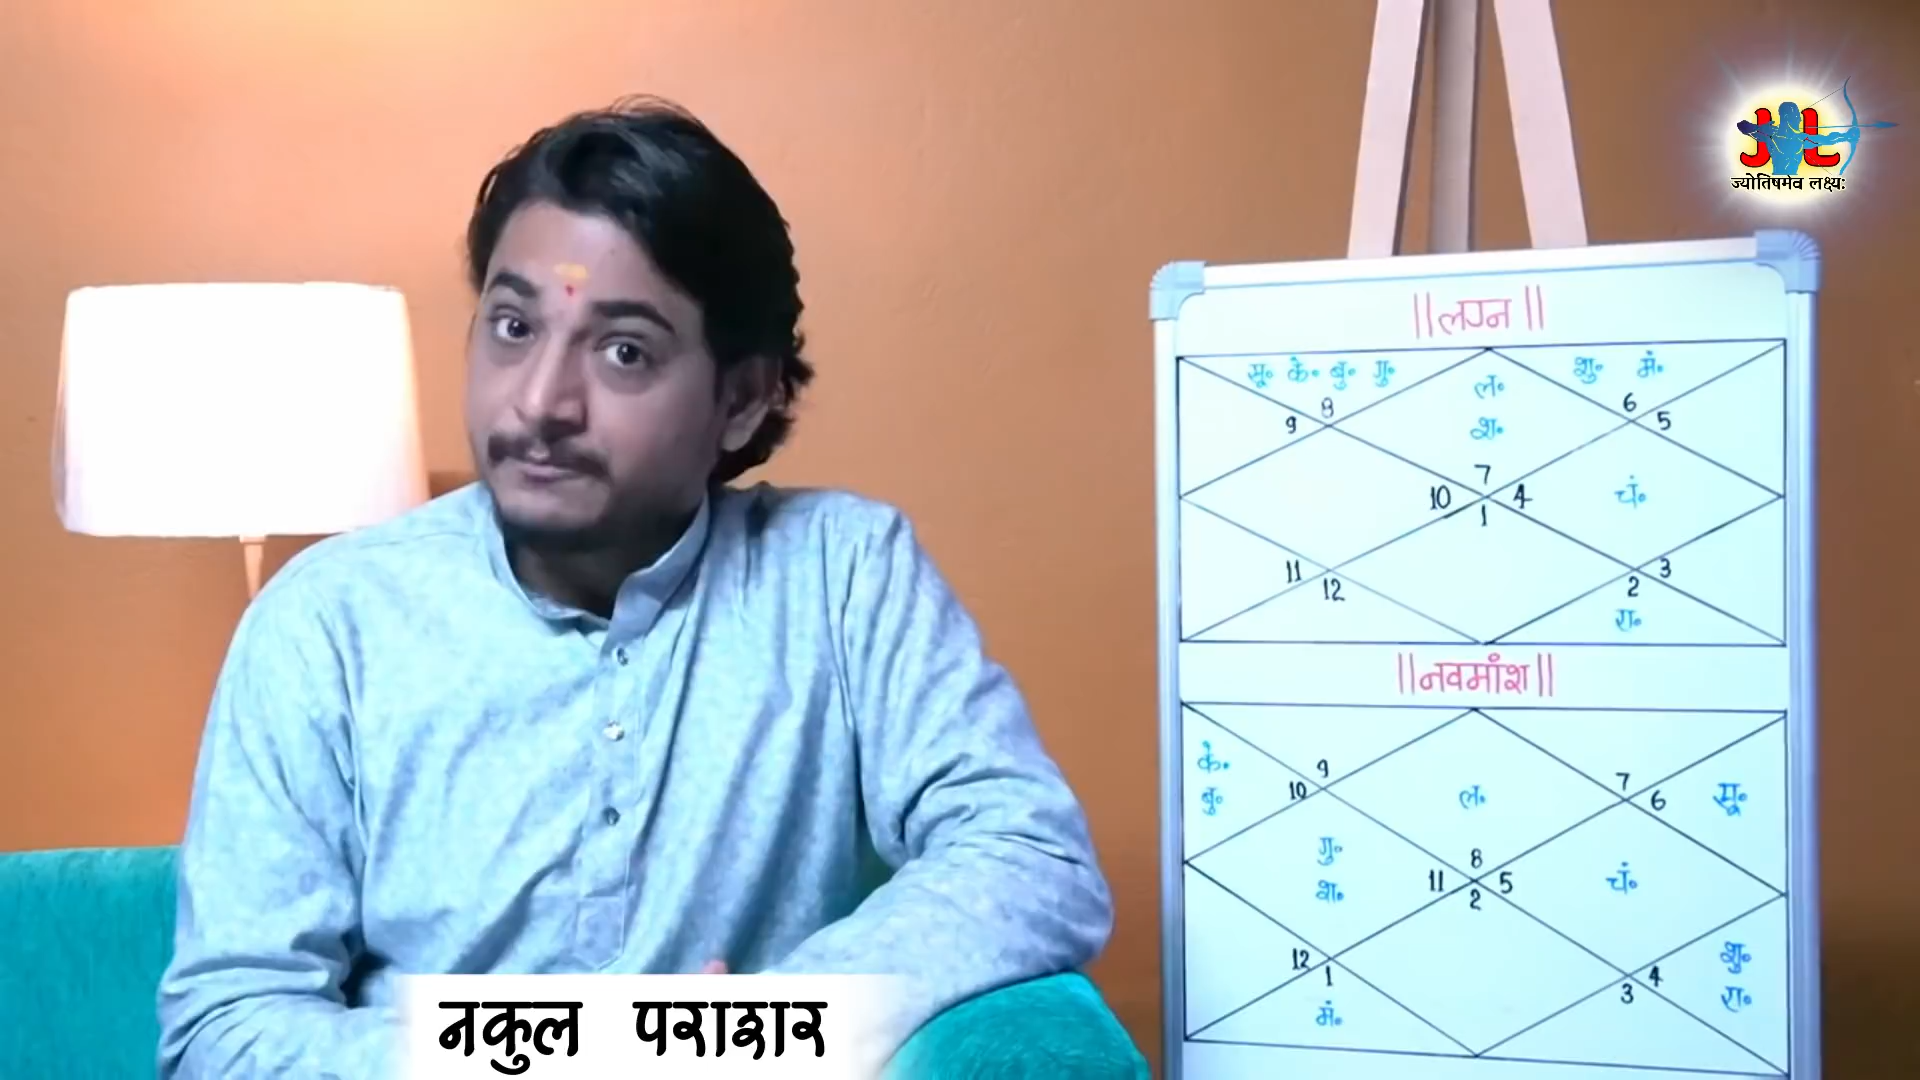 JL
ज्योतिषमेव लक्ष्यः
||लग्न||
सू॰ के॰ बु॰ गु॰
शु॰ मं॰
ल॰
श॰
8
9
6
5
7
10
4
1
चं॰
11
12
3
2
रा॰
||नवमांश||
के॰
बु॰
9
10
ल॰
7
6
सू॰
गु॰
श॰
8
11
5
2
चं॰
12
1
मं॰
4
3
शु॰
रा॰
नकुल पराशर